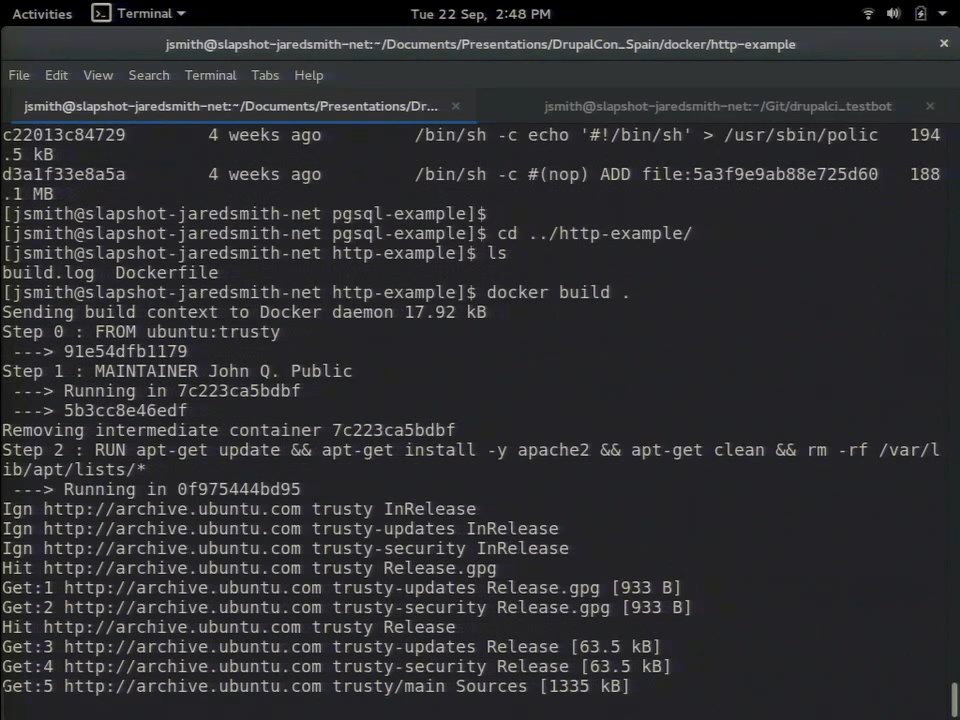 Activities Terminal Tue 22 Sep, 2:48 PM
jsmith@slapshot-jaredsmith-net:~/Documents/Presentations/DrupalCon_Spain/docker/http-example ×
File Edit View Search Terminal Tabs Help
jsmith@slapshot-jaredsmith-net:~/Documents/Presentations/Dr... × jsmith@slapshot-jaredsmith-net:~/Git/drupalci_testbot ×
c22013c84729 4 weeks ago /bin/sh -c echo '#!/bin/sh' > /usr/sbin/polic 194
.5 kB
d3a1f33e8a5a 4 weeks ago /bin/sh -c #(nop) ADD file:5a3f9e9ab88e725d60 188
.1 MB
[jsmith@slapshot-jaredsmith-net pgsql-example]$
[jsmith@slapshot-jaredsmith-net pgsql-example]$ cd ../http-example/
[jsmith@slapshot-jaredsmith-net http-example]$ ls
build.log Dockerfile
[jsmith@slapshot-jaredsmith-net http-example]$ docker build .
Sending build context to Docker daemon 17.92 kB
Step 0 : FROM ubuntu:trusty
---> 91e54dfb1179
Step 1 : MAINTAINER John Q. Public
---> Running in 7c223ca5bdbf
---> 5b3cc8e46edf
Removing intermediate container 7c223ca5bdbf
Step 2 : RUN apt-get update && apt-get install -y apache2 && apt-get clean && rm -rf /var/l
ib/apt/lists/*
---> Running in 0f975444bd95
Ign http://archive.ubuntu.com trusty InRelease
Ign http://archive.ubuntu.com trusty-updates InRelease
Ign http://archive.ubuntu.com trusty-security InRelease
Hit http://archive.ubuntu.com trusty Release.gpg
Get:1 http://archive.ubuntu.com trusty-updates Release.gpg [933 B]
Get:2 http://archive.ubuntu.com trusty-security Release.gpg [933 B]
Hit http://archive.ubuntu.com trusty Release
Get:3 http://archive.ubuntu.com trusty-updates Release [63.5 kB]
Get:4 http://archive.ubuntu.com trusty-security Release [63.5 kB]
Get:5 http://archive.ubuntu.com trusty/main Sources [1335 kB]